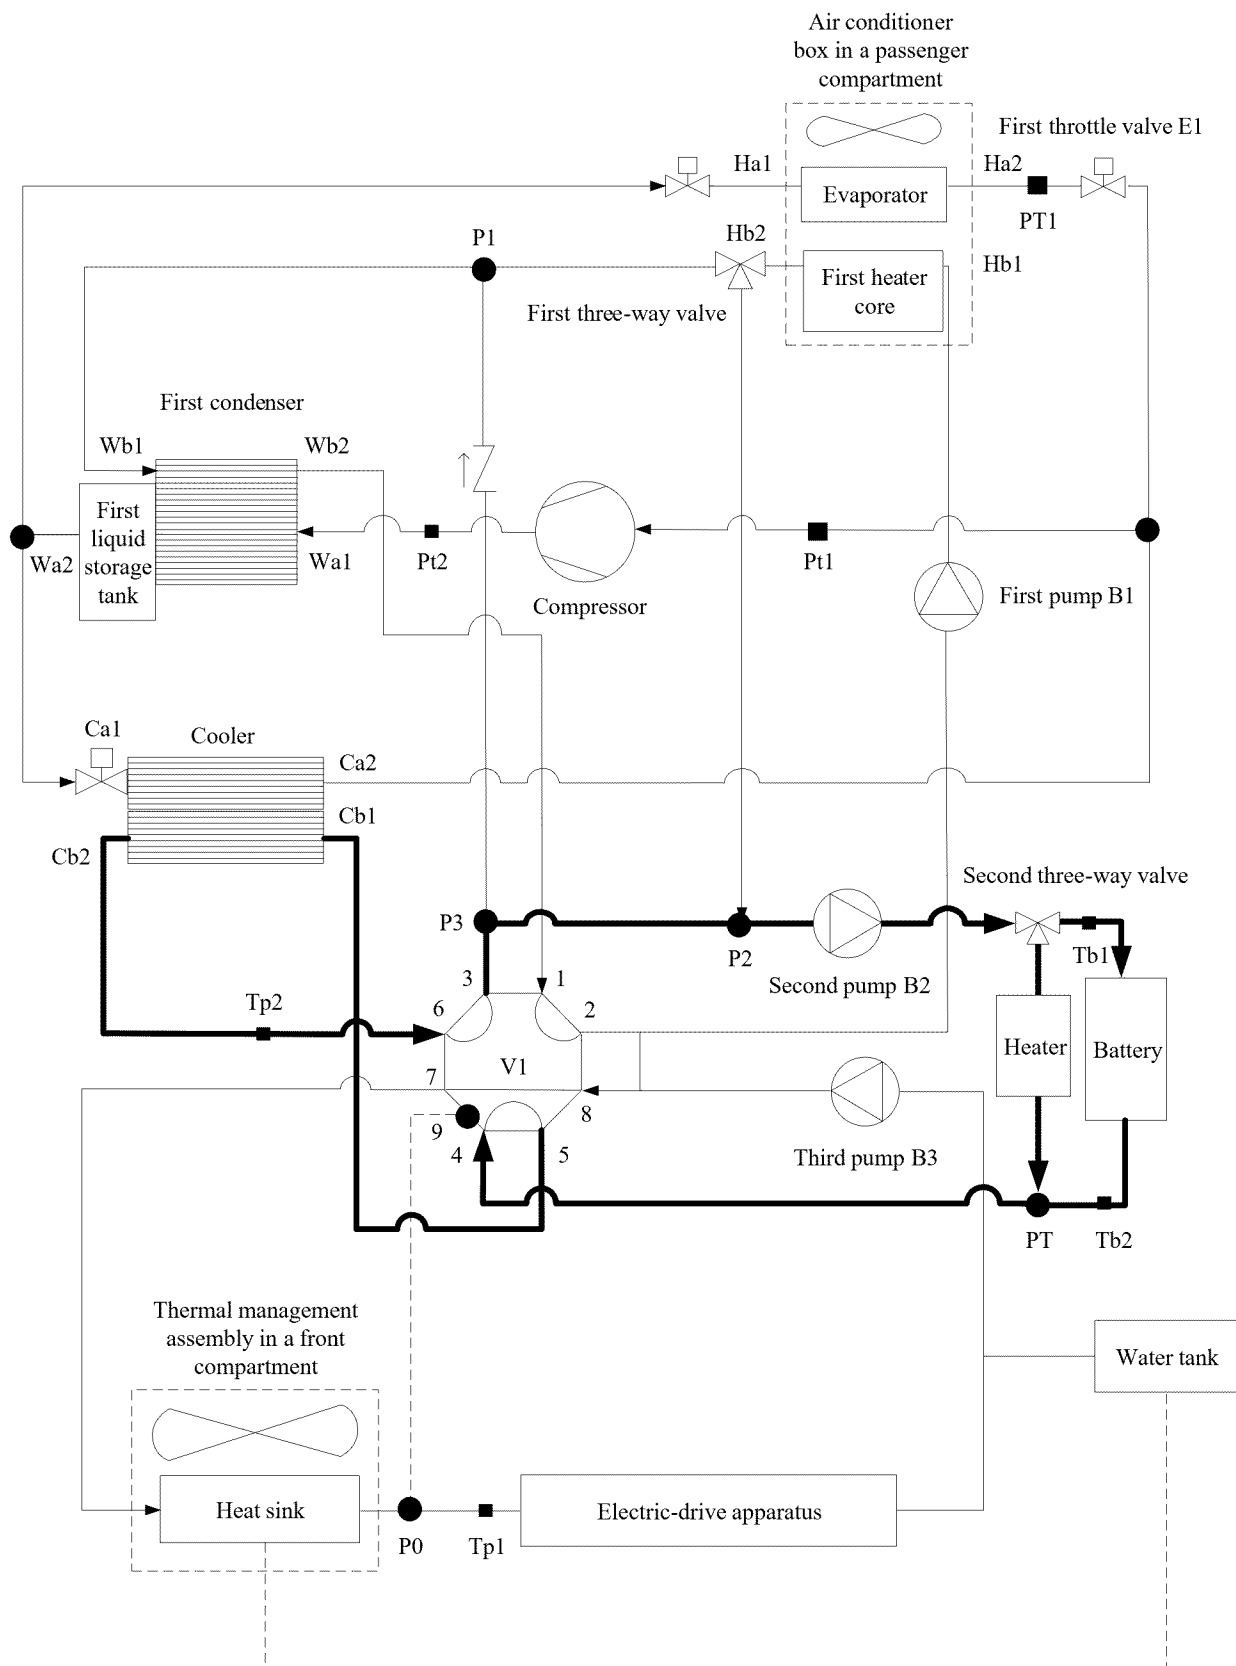 Air conditioner
box in a passenger
compartment
First throttle valve E1
Ha1
Ha2
Evaporator
PT1
P1
Hb2
Hb1
First heater
core
First three-way valve
First condenser
Wb1
Wb2
First
liquid
storage
tank
Wa2
Wa1
Pt2
Pt1
Compressor
First pump B1
Ca1
Cooler
Ca2
Cb1
Cb2
Second three-way valve
P3
P2
Tb1
Second pump B2
3
1
Tp2
6
2
V1
Heater
Battery
7
8
9
4
5
Third pump B3
PT
Tb2
Thermal management
assembly in a front
compartment
Water tank
Heat sink
Electric-drive apparatus
P0
Tp1